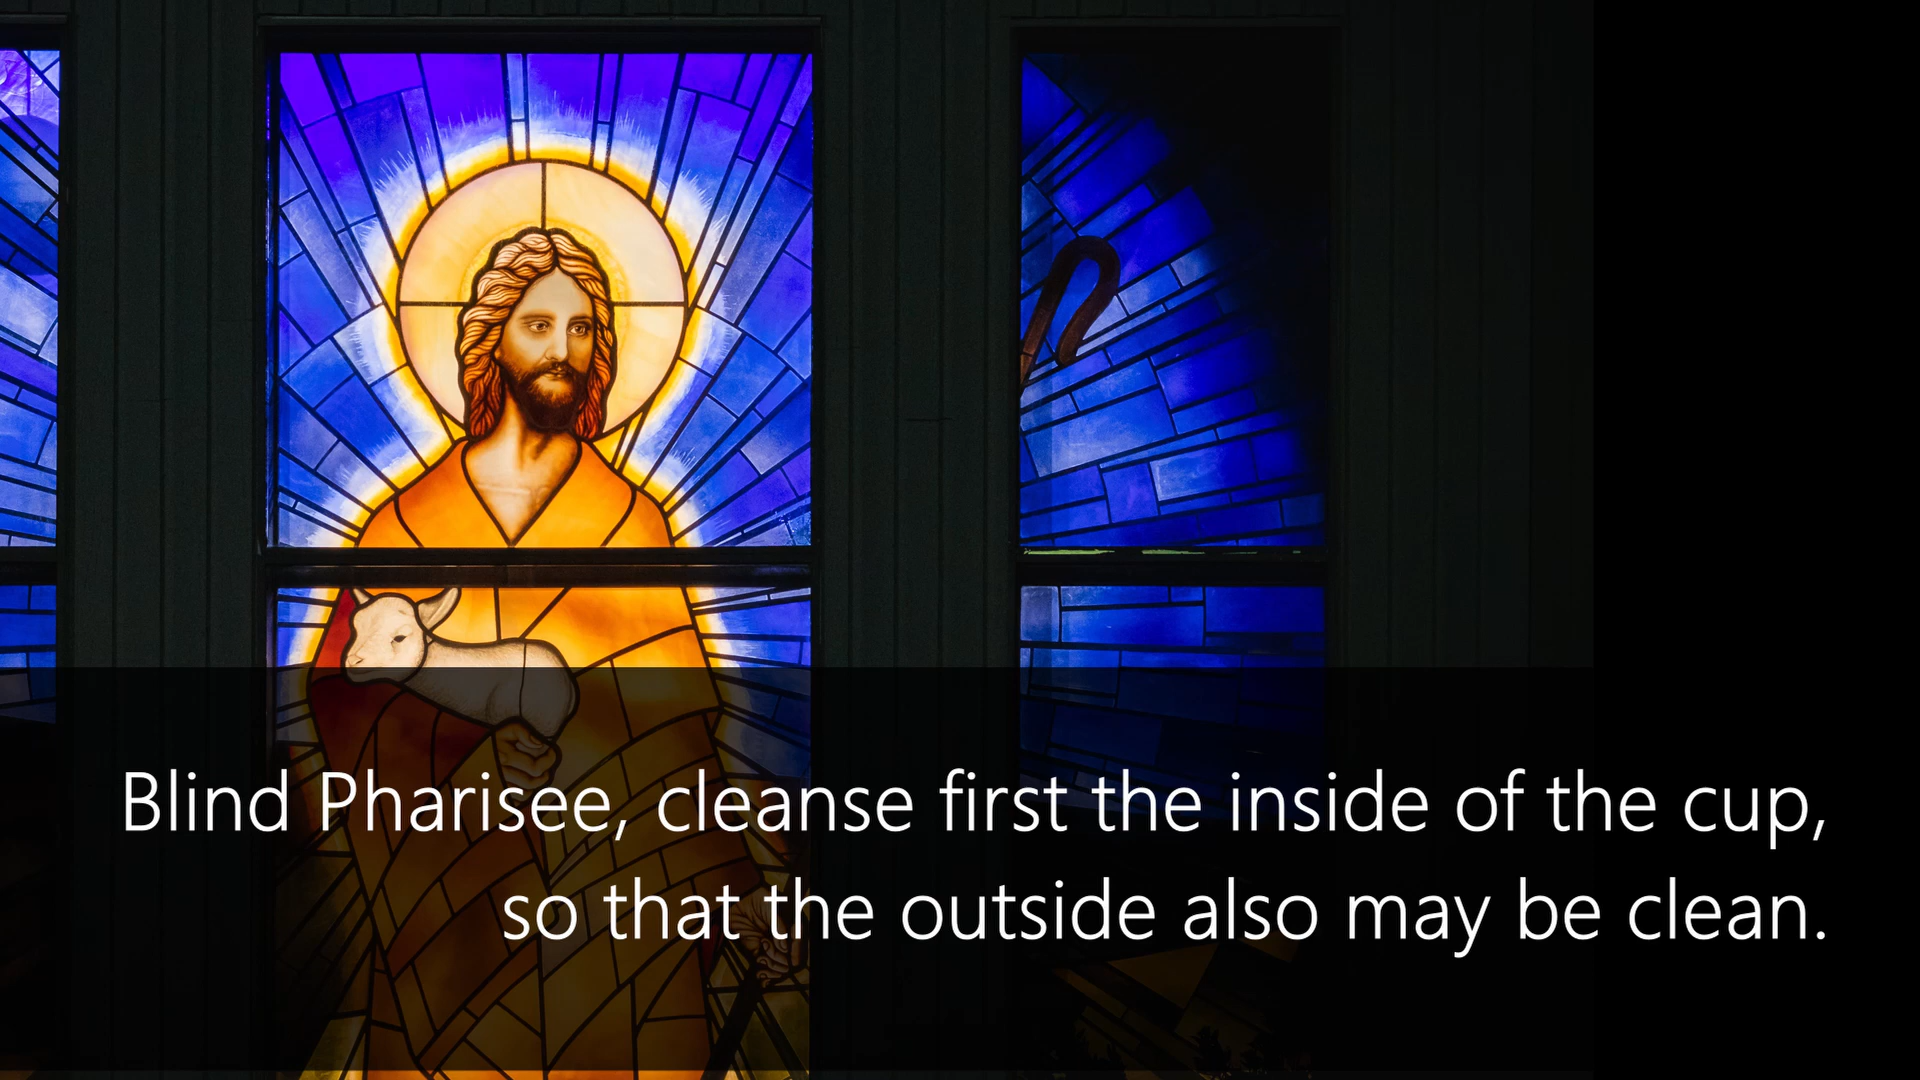 Blind Pharisee, cleanse first the inside of the cup,
so that the outside also may be clean.